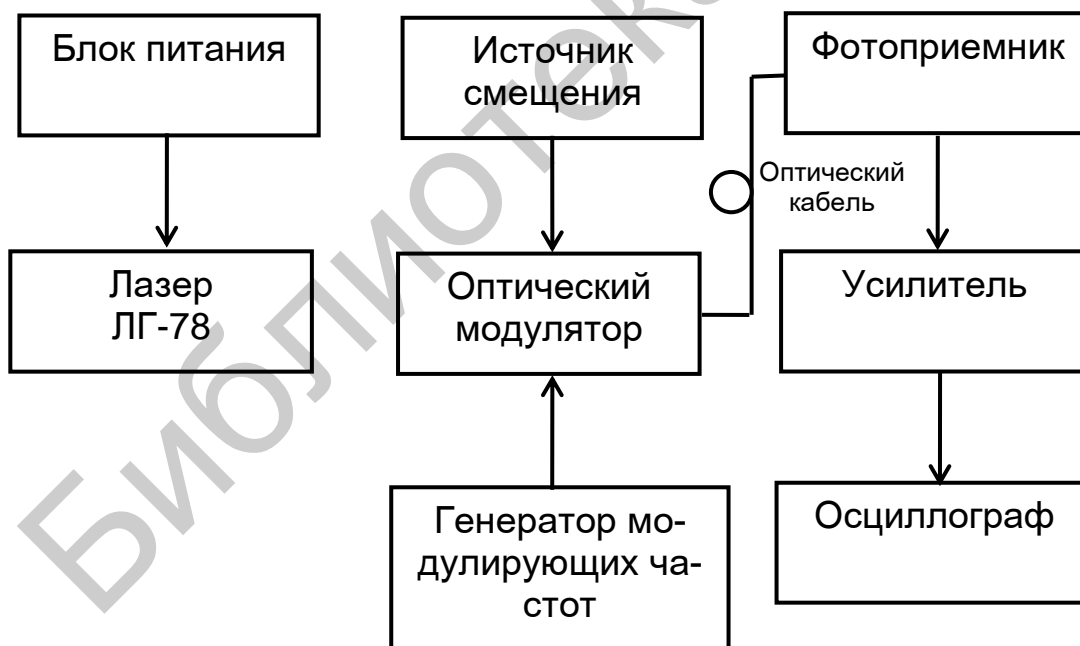 Блок питания
Источник
смещения
Фотоприемник
Оптический
кабель
Лазер
ЛГ-78
Оптический
модулятор
Усилитель
Генератор мо-
дулирующих ча-
стот
Осциллограф
Библиотека